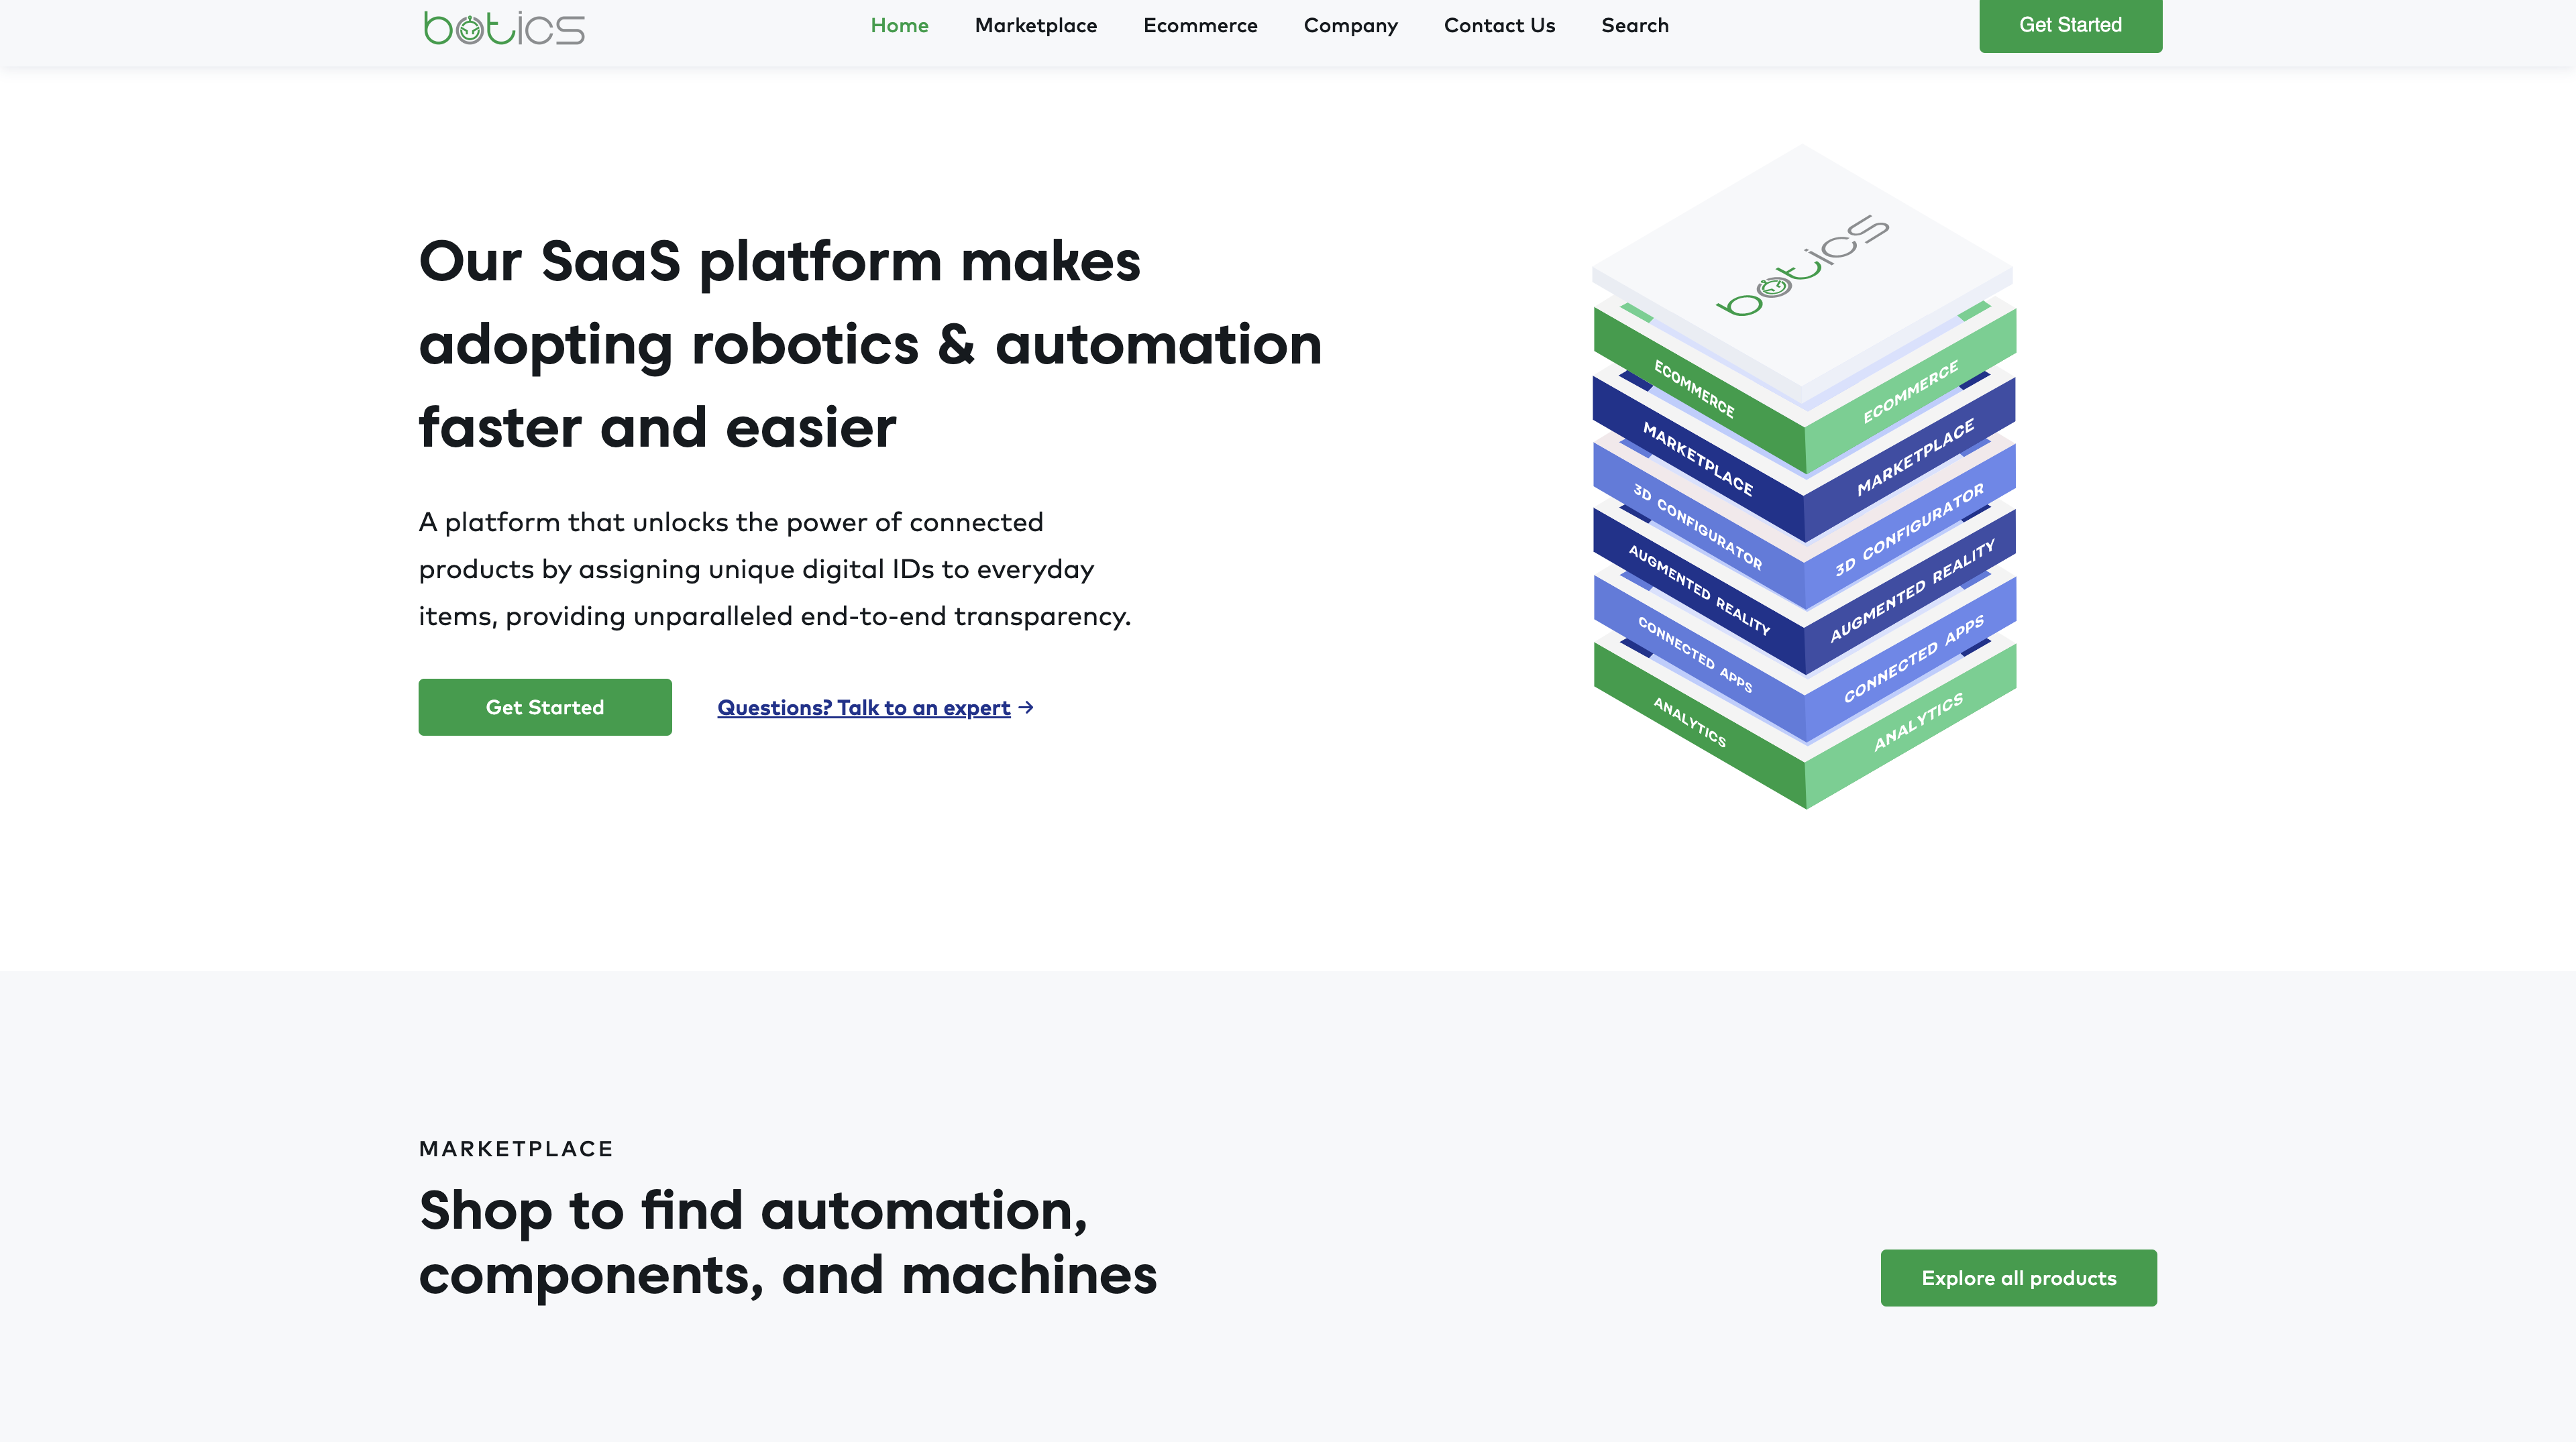 botics
Home Marketplace Ecommerce Company Contact Us Search Get Started
Our SaaS platform makes
adopting robotics & automation
faster and easier
A platform that unlocks the power of connected
products by assigning unique digital IDs to everyday
items, providing unparalleled end-to-end transparency.
Get Started Questions? Talk to an expert →
botics
ECOMMERCE ECOMMERCE
MARKETPLACE MARKETPLACE
3D CONFIGURATOR 3D CONFIGURATOR
AUGMENTED REALITY AUGMENTED REALITY
CONNECTED APPS CONNECTED APPS
ANALYTICS ANALYTICS
MARKETPLACE
Shop to find automation,
components, and machines
Explore all products